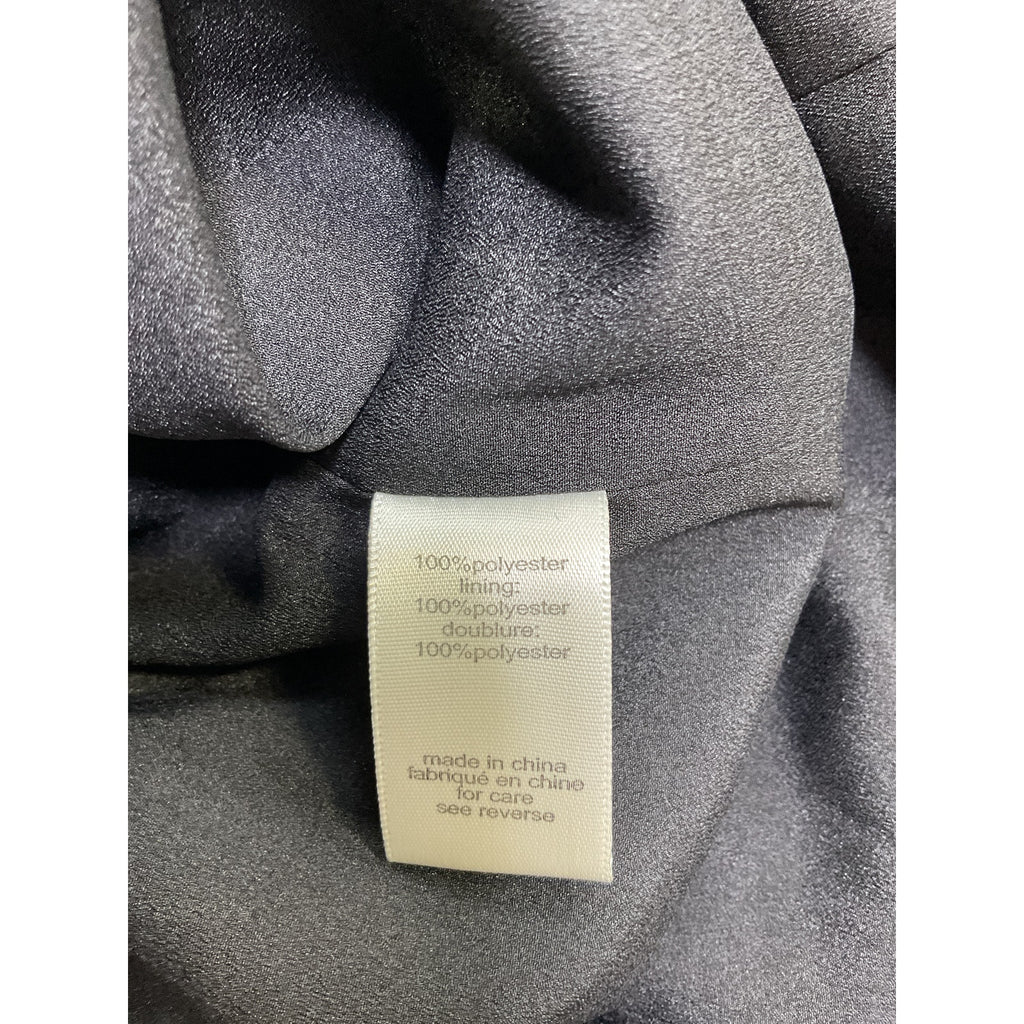 100%polyester
lining:
100%polyester
doublure:
100%polyester
made in china
fabriqué en chine
for care
see reverse